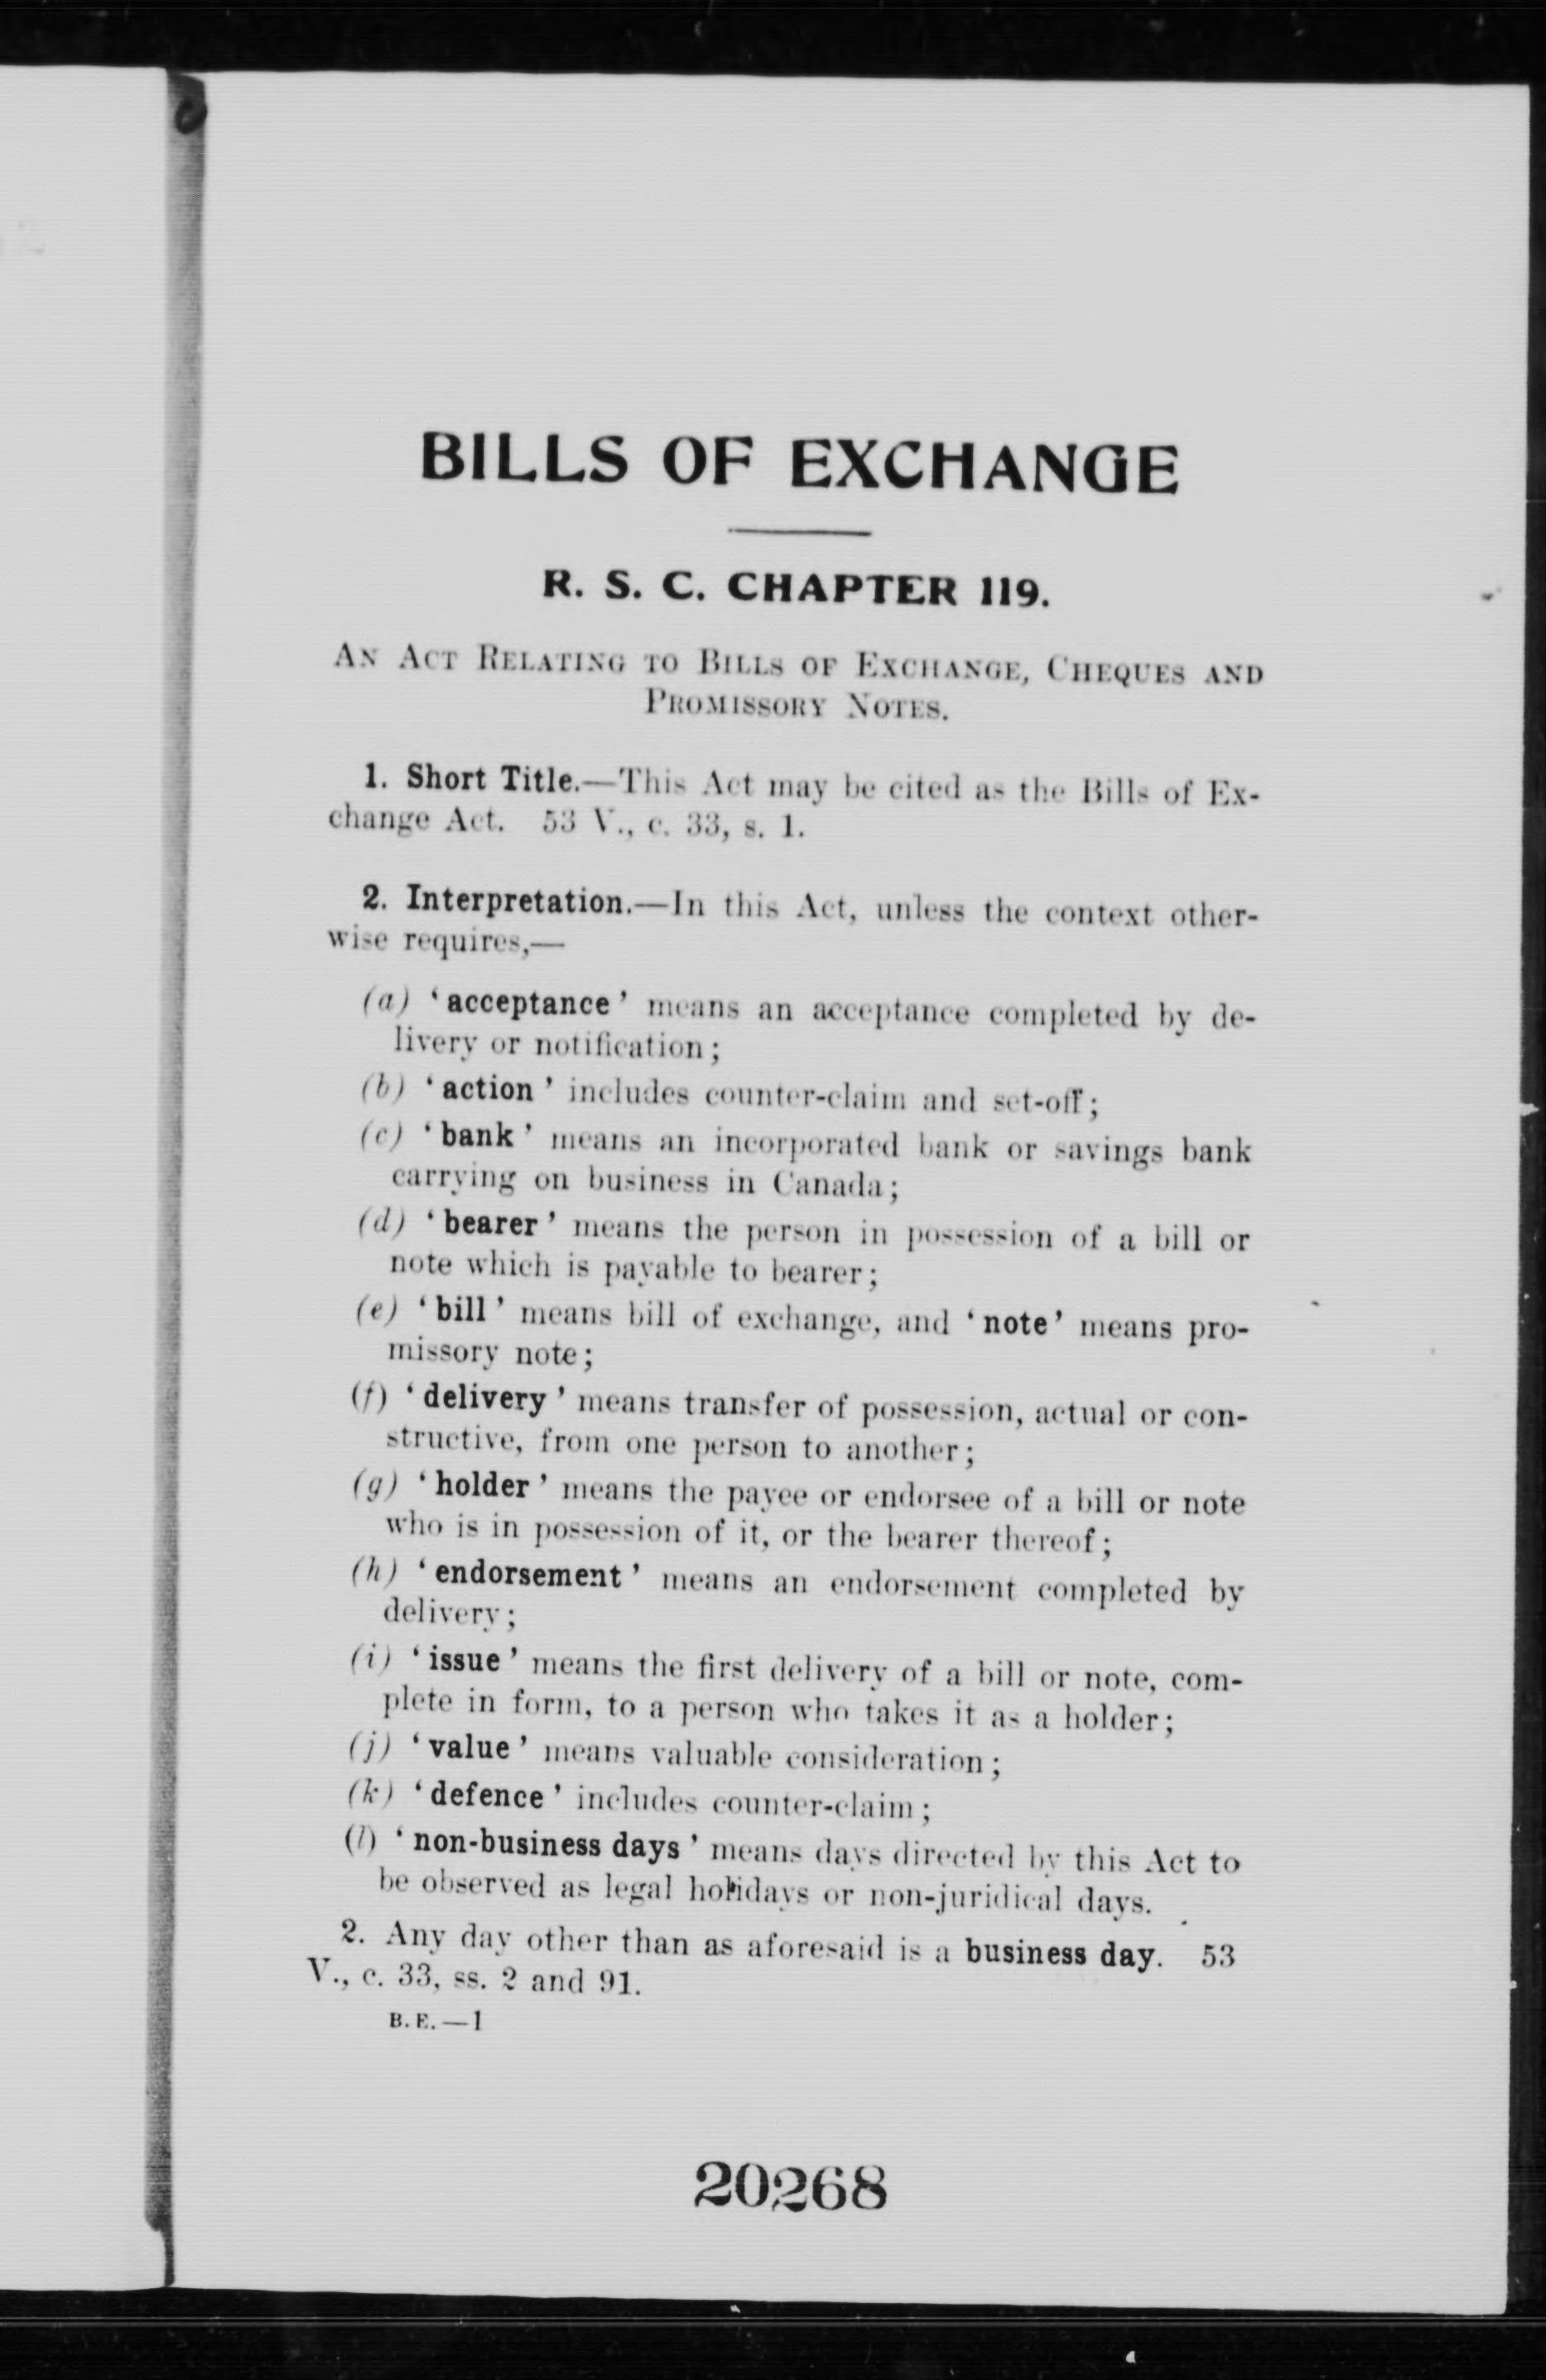 BILLS OF EXCHANGE
R. S. C. CHAPTER 119.
AN ACT RELATING TO BILLS OF EXCHANGE, CHEQUES AND
PROMISSORY NOTES.
1. Short Title.—This Act may be cited as the Bills of Ex-
change Act. 53 V., c. 33, s. 1.
2. Interpretation.—In this Act, unless the context other-
wise requires,—
(a) ‘acceptance’ means an acceptance completed by de-
livery or notification;
(b) ‘action’ includes counter-claim and set-off;
(c) ‘bank’ means an incorporated bank or savings bank
carrying on business in Canada;
(d) ‘bearer’ means the person in possession of a bill or
note which is payable to bearer;
(e) ‘bill’ means bill of exchange, and ‘note’ means pro-
missory note;
(f) ‘delivery’ means transfer of possession, actual or con-
structive, from one person to another;
(g) ‘holder’ means the payee or endorsee of a bill or note
who is in possession of it, or the bearer thereof;
(h) ‘endorsement’ means an endorsement completed by
delivery;
(i) ‘issue’ means the first delivery of a bill or note, com-
plete in form, to a person who takes it as a holder;
(j) ‘value’ means valuable consideration;
(k) ‘defence’ includes counter-claim;
(l) ‘non-business days’ means days directed by this Act to
be observed as legal holidays or non-juridical days.
2. Any day other than as aforesaid is a business day. 53
V., c. 33, ss. 2 and 91.
B.E.—1
20268